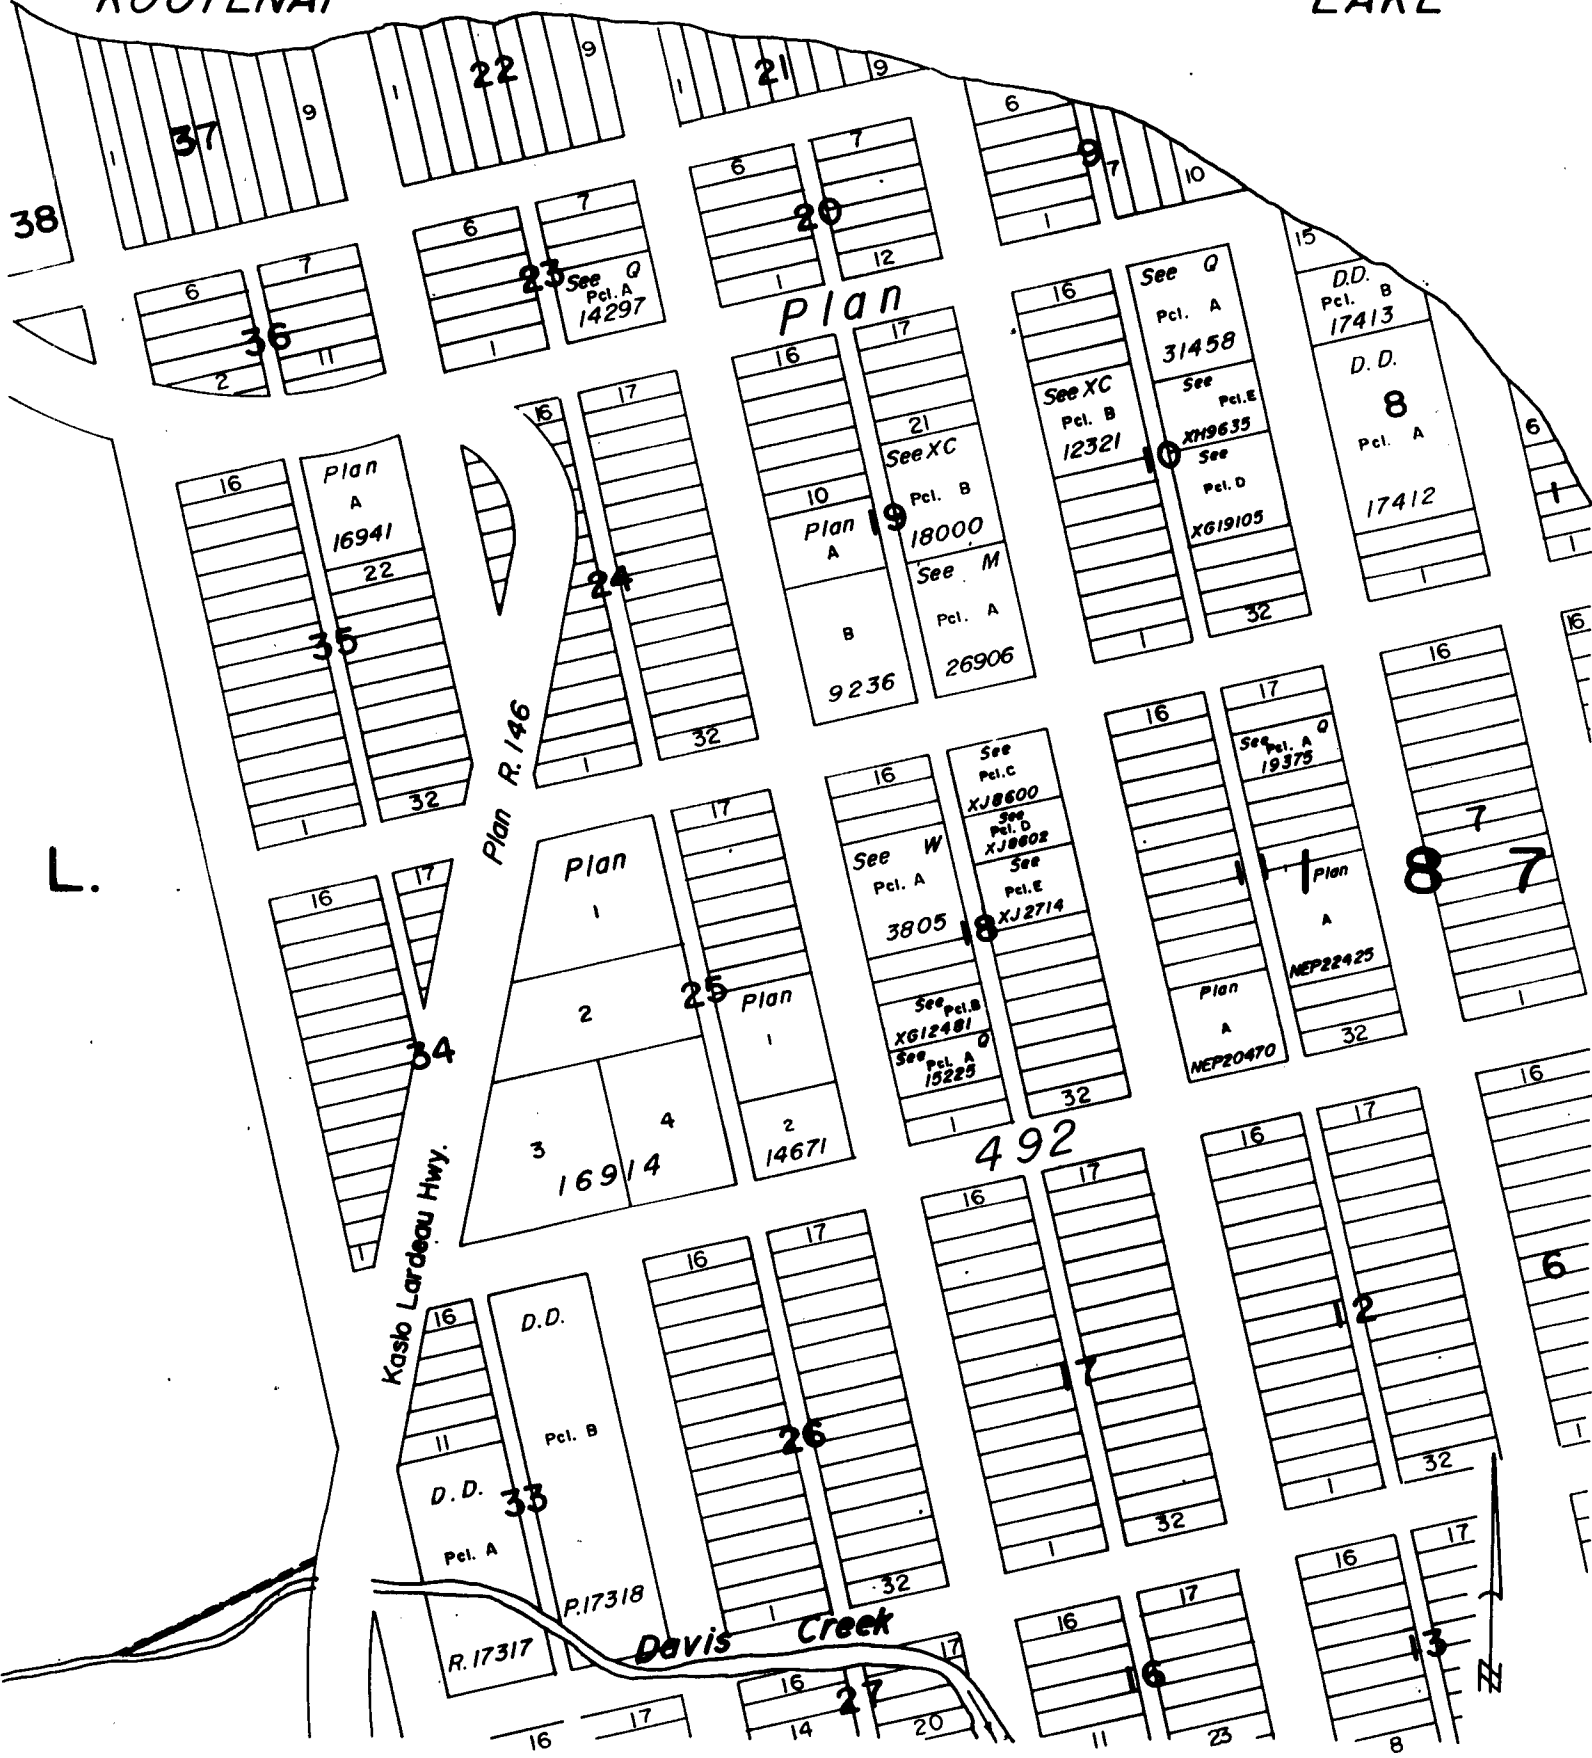 KOOTENAY
LAKE
22
9
1
21
9
1
37
9
1
6
9
7
10
1
38
7
6
20
12
1
6
7
23
See Q
Pcl. A
14297
1
15
D.D.
Pcl. B
17413
D.D.
8
Pcl. A
17412
1
6
7
36
2
11
Plan
16
See Q
Pcl. A
31458
See XC
Pcl. B
12321
See
Pcl.E
XH9635
10
See
Pcl. D
XG19105
32
1
16
17
21
See XC
Pcl. B
18000
10
Plan
A
19
See M
Pcl. A
26906
B
9236
6
1
1
16
17
24
1
32
16
Plan
A
16941
22
35
1
32
Plan R. 146
16
16
7
1
L.
8 7
16
17
See Pcl. A Q
19375
11
1
Plan
A
NEP22425
Plan
A
NEP20470
32
16
See
Pcl.C
XJ8600
See
Pcl. D
XJ8602
See
Pcl.E
XJ2714
See W
Pcl. A
3805
18
See Pcl.B
XG12481
See Pcl. A Q
15225
1
32
17
Plan
1
2
3
4
16914
25
Plan
1
2
14671
16
17
34
1
Kaslo Lardeau Hwy.
492
16
6
1
16
17
12
1
32
16
17
17
1
32
16
17
26
1
32
16
11
D.D.
Pcl. B
P.17318
33
D.D.
Pcl. A
R.17317
Davis Creek
16
17
13
8
16
17
16
11
23
16
17
27
14
20
16
17